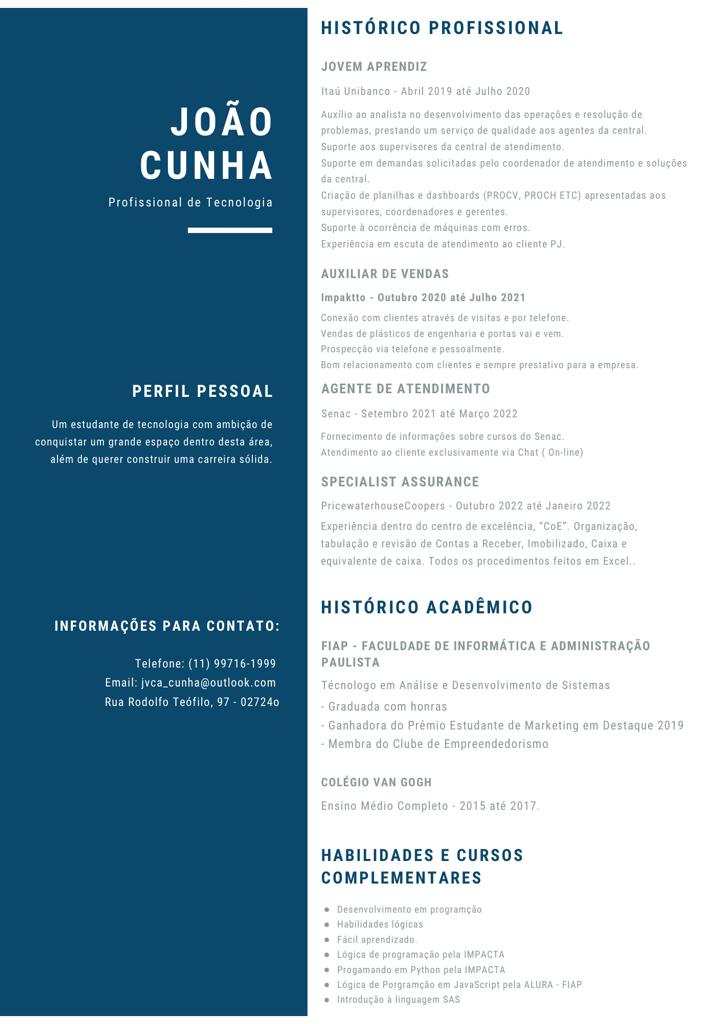 JOÃO
CUNHA
Profissional de Tecnologia
PERFIL PESSOAL
Um estudante de tecnologia com ambição de
conquistar um grande espaço dentro desta área,
além de querer construir uma carreira sólida.
INFORMAÇÕES PARA CONTATO:
Telefone: (11) 99716-1999
Email: jvca_cunha@outlook.com
Rua Rodolfo Teófilo, 97 - 02724o
HISTÓRICO PROFISSIONAL
JOVEM APRENDIZ
Itaú Unibanco - Abril 2019 até Julho 2020
Auxílio ao analista no desenvolvimento das operações e resolução de
problemas, prestando um serviço de qualidade aos agentes da central.
Suporte aos supervisores da central de atendimento.
Suporte em demandas solicitadas pelo coordenador de atendimento e soluções
da central.
Criação de planilhas e dashboards (PROCV, PROCH ETC) apresentadas aos
supervisores, coordenadores e gerentes.
Suporte à ocorrência de máquinas com erros.
Experiência em escuta de atendimento ao cliente PJ.
AUXILIAR DE VENDAS
Impaktto - Outubro 2020 até Julho 2021
Conexão com clientes através de visitas e por telefone.
Vendas de plásticos de engenharia e portas vai e vem.
Prospecção via telefone e pessoalmente.
Bom relacionamento com clientes e sempre prestativo para a empresa.
AGENTE DE ATENDIMENTO
Senac - Setembro 2021 até Março 2022
Fornecimento de informações sobre cursos do Senac.
Atendimento ao cliente exclusivamente via Chat ( On-line)
SPECIALIST ASSURANCE
PricewaterhouseCoopers - Outubro 2022 até Janeiro 2022
Experiência dentro do centro de excelência, “CoE”. Organização,
tabulação e revisão de Contas a Receber, Imobilizado, Caixa e
equivalente de caixa. Todos os procedimentos feitos em Excel..
HISTÓRICO ACADÊMICO
FIAP - FACULDADE DE INFORMÁTICA E ADMINISTRAÇÃO
PAULISTA
Técnologo em Análise e Desenvolvimento de Sistemas
- Graduada com honras
- Ganhadora do Prêmio Estudante de Marketing em Destaque 2019
- Membra do Clube de Empreendedorismo
COLÉGIO VAN GOGH
Ensino Médio Completo - 2015 até 2017.
HABILIDADES E CURSOS
COMPLEMENTARES
● Desenvolvimento em programção
● Habilidades lógicas
● Fácil aprendizado.
● Lógica de programação pela IMPACTA
● Progamando em Python pela IMPACTA
● Lógica de Porgramção em JavaScript pela ALURA - FIAP
● Introdução à linguagem SAS